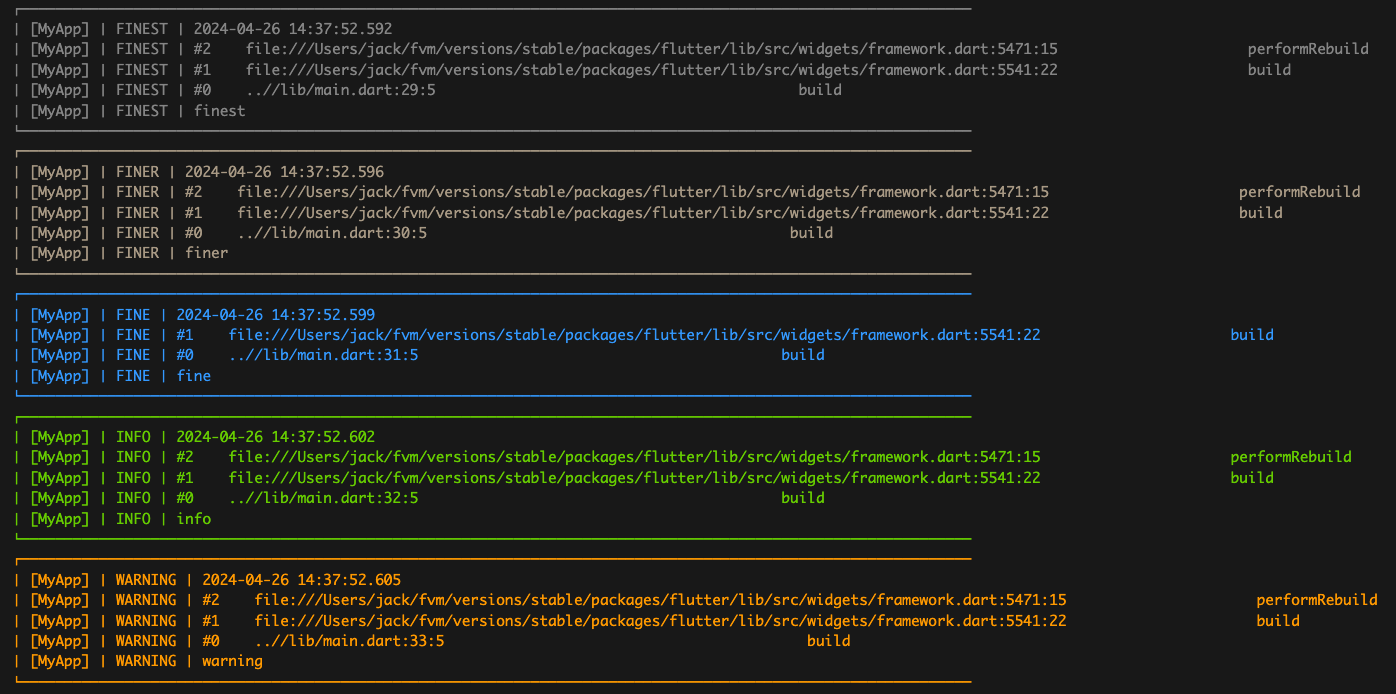 | [MyApp] | FINEST | 2024-04-26 14:37:52.592
| [MyApp] | FINEST | #2    file:///Users/jack/fvm/versions/stable/packages/flutter/lib/src/widgets/framework.dart:5471:15                      performRebuild
| [MyApp] | FINEST | #1    file:///Users/jack/fvm/versions/stable/packages/flutter/lib/src/widgets/framework.dart:5541:22                      build
| [MyApp] | FINEST | #0    ..//lib/main.dart:29:5                                          build
| [MyApp] | FINEST | finest
| [MyApp] | FINER | 2024-04-26 14:37:52.596
| [MyApp] | FINER | #2    file:///Users/jack/fvm/versions/stable/packages/flutter/lib/src/widgets/framework.dart:5471:15                      performRebuild
| [MyApp] | FINER | #1    file:///Users/jack/fvm/versions/stable/packages/flutter/lib/src/widgets/framework.dart:5541:22                      build
| [MyApp] | FINER | #0    ..//lib/main.dart:30:5                                          build
| [MyApp] | FINER | finer
| [MyApp] | FINE | 2024-04-26 14:37:52.599
| [MyApp] | FINE | #1    file:///Users/jack/fvm/versions/stable/packages/flutter/lib/src/widgets/framework.dart:5541:22                      build
| [MyApp] | FINE | #0    ..//lib/main.dart:31:5                                          build
| [MyApp] | FINE | fine
| [MyApp] | INFO | 2024-04-26 14:37:52.602
| [MyApp] | INFO | #2    file:///Users/jack/fvm/versions/stable/packages/flutter/lib/src/widgets/framework.dart:5471:15                      performRebuild
| [MyApp] | INFO | #1    file:///Users/jack/fvm/versions/stable/packages/flutter/lib/src/widgets/framework.dart:5541:22                      build
| [MyApp] | INFO | #0    ..//lib/main.dart:32:5                                          build
| [MyApp] | INFO | info
| [MyApp] | WARNING | 2024-04-26 14:37:52.605
| [MyApp] | WARNING | #2    file:///Users/jack/fvm/versions/stable/packages/flutter/lib/src/widgets/framework.dart:5471:15                      performRebuild
| [MyApp] | WARNING | #1    file:///Users/jack/fvm/versions/stable/packages/flutter/lib/src/widgets/framework.dart:5541:22                      build
| [MyApp] | WARNING | #0    ..//lib/main.dart:33:5                                          build
| [MyApp] | WARNING | warning